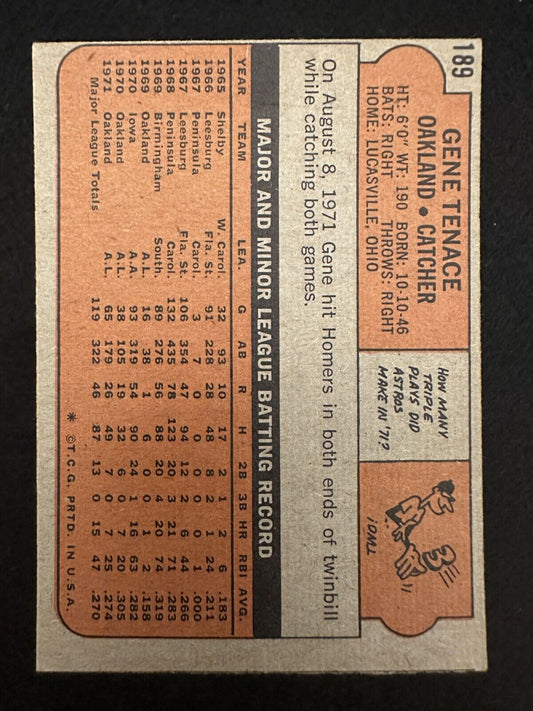 189
GENE TENACE
OAKLAND • CATCHER
HT: 6'0" WT: 190 BORN: 10-10-46
BATS: RIGHT THROWS: RIGHT
HOME: LUCASVILLE, OHIO
HOW MANY
TRIPLE
PLAYS DID
ASTROS
MAKE IN '71?
3
On August 8, 1971 Gene hit Homers in both ends of twinbill
while catching both games.
MAJOR AND MINOR LEAGUE BATTING RECORD
YEAR TEAM LEA. G AB R H 2B 3B HR RBI AVG.
1965 Shelby W. Carol. 32 93 10 17 2 1 2 6 .183
1966 Leesburg Fla. St. 91 228 28 48 8 2 1 24 .211
1967 Peninsula Carol. 3 7 0 0 0 0 0 1 .000
1967 Leesburg Fla. St. 106 354 47 94 12 2 6 44 .266
1968 Peninsula Carol. 132 435 78 123 20 3 21 71 .283
1969 Birmingham South. 89 276 56 88 20 4 20 74 .319
1969 Oakland A.L. 16 38 1 6 0 0 1 2 .158
1970 Iowa A.A. 93 319 54 90 24 1 16 63 .282
1970 Oakland A.L. 38 105 19 32 6 0 7 20 .305
1971 Oakland A.L. 65 179 26 49 7 0 7 25 .274
Major League Totals 119 322 46 87 13 0 15 47 .270
* ©T.C.G. PRTD. IN U.S.A.